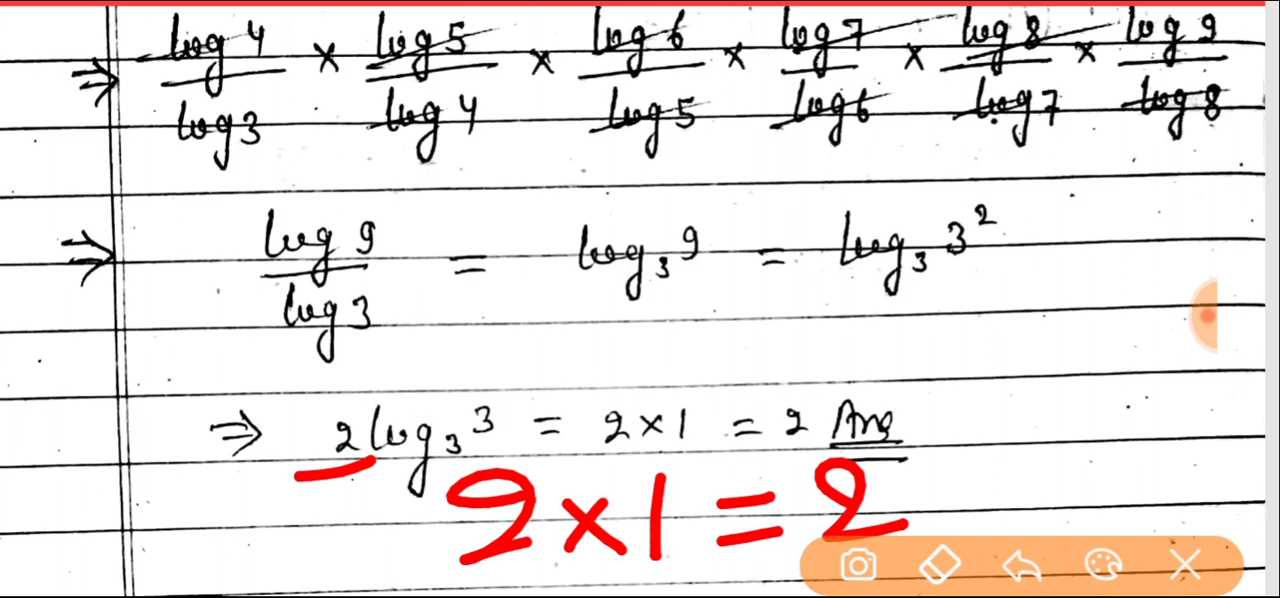 ⇒ log 4 / log 3 × log 5 / log 4 × log 6 / log 5 × log 7 / log 6 × log 8 / log 7 × log 9 / log 8
⇒ log 9 / log 3 = log₃ 9 = log₃ 3²
⇒ 2 log₃ 3 = 2 × 1 = 2 Ans
2 × 1 = 2